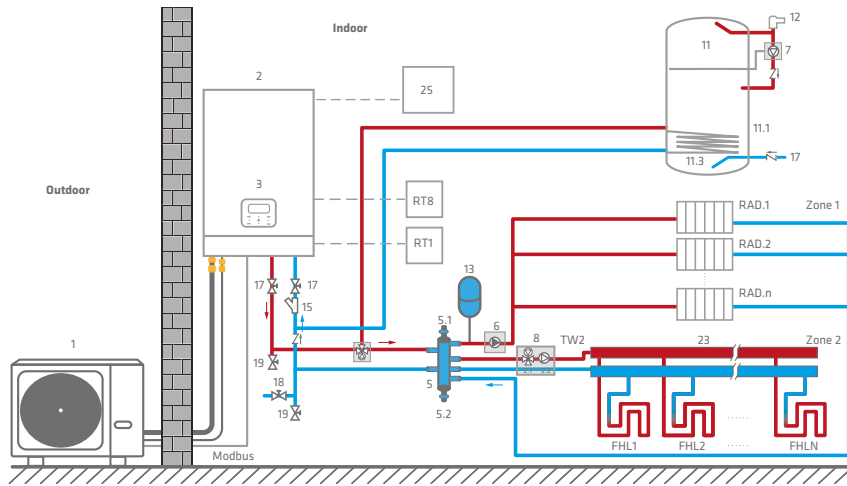 Indoor
12
11
7
2
25
11.1
11.3
17
3
Outdoor
RT8
RAD.1
Zone 1
RT1
RAD.2
13
17
17
15
RAD.n
5.1
6
8
TW2
23
Zone 2
1
19
18
5
19
5.2
FHL1
FHL2
......
FHLN
Modbus